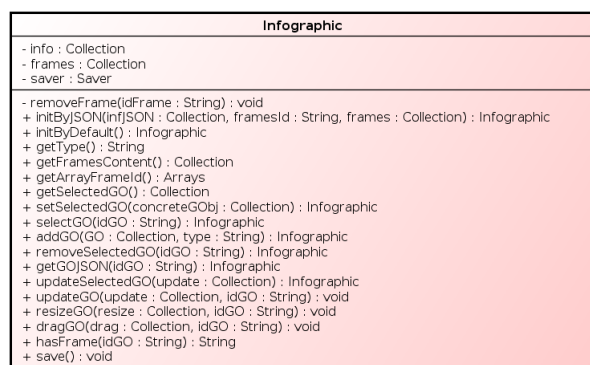 Infographic
- info : Collection
- frames : Collection
- saver : Saver
- removeFrame(idFrame : String) : void
+ initByJSON(infJSON : Collection, framesId : String, frames : Collection) : Infographic
+ initByDefault() : Infographic
+ getType() : String
+ getFramesContent() : Collection
+ getArrayFrameId() : Arrays
+ getSelectedGO() : Collection
+ setSelectedGO(concreteGObj : Collection) : Infographic
+ selectGO(idGO : String) : Infographic
+ addGO(GO : Collection, type : String) : Infographic
+ removeSelectedGO(idGO : String) : Infographic
+ getGOJSON(idGO : String) : Infographic
+ updateSelectedGO(update : Collection) : Infographic
+ updateGO(update : Collection, idGO : String) : void
+ resizeGO(resize : Collection, idGO : String) : void
+ dragGO(drag : Collection, idGO : String) : void
+ hasFrame(idGO : String) : String
+ save() : void